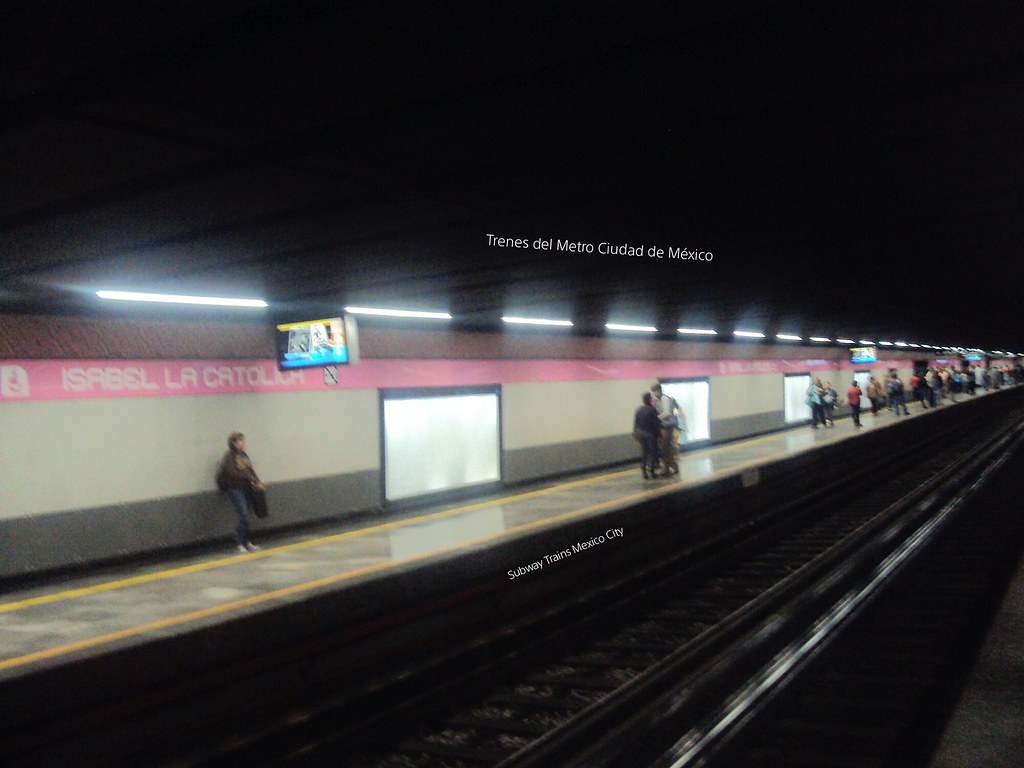 Trenes del Metro Ciudad de México
ISABEL LA CATOLICA
Subway Trains Mexico City